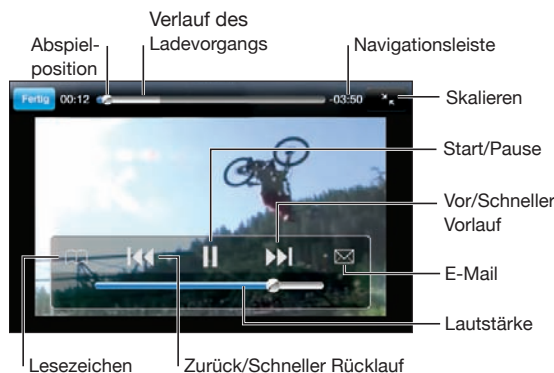 Verlauf des
Ladevorgangs
Abspiel-
position
Navigationsleiste
Fertig 00:12 -03:50
Skalieren
Start/Pause
Vor/Schneller
Vorlauf
E-Mail
Lautstärke
Lesezeichen Zurück/Schneller Rücklauf